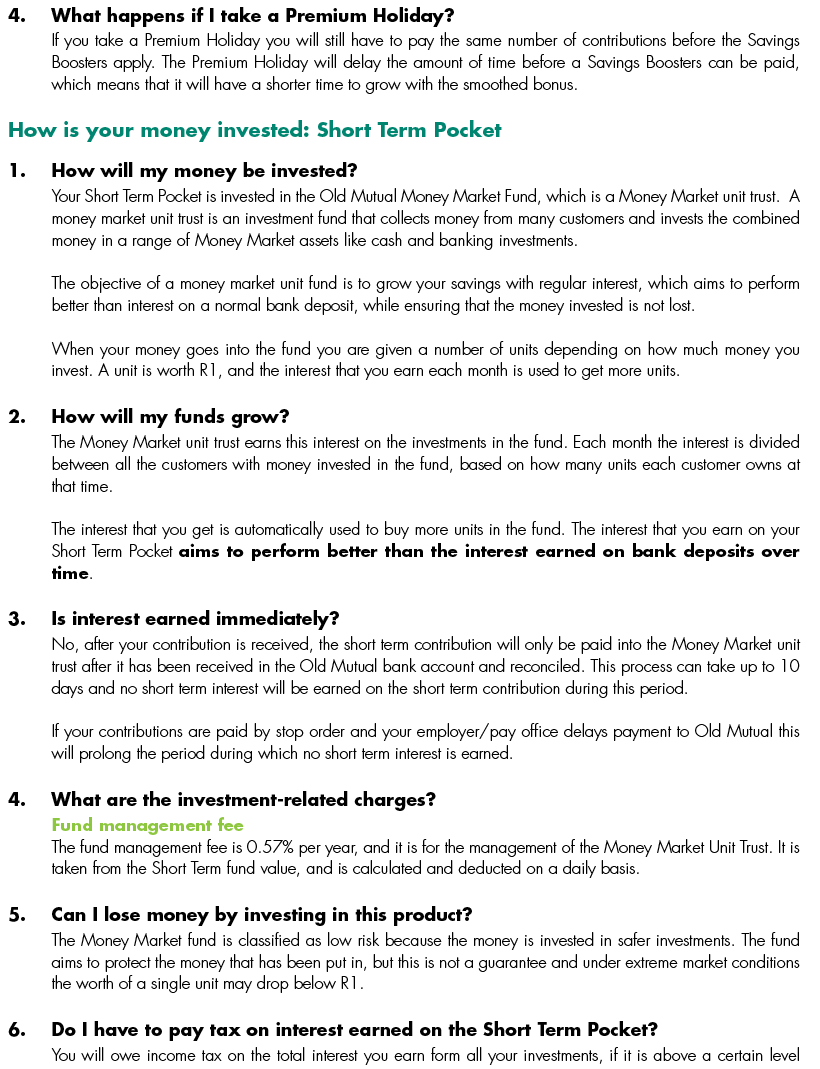 4. What happens if I take a Premium Holiday?
If you take a Premium Holiday you will still have to pay the same number of contributions before the Savings
Boosters apply. The Premium Holiday will delay the amount of time before a Savings Boosters can be paid,
which means that it will have a shorter time to grow with the smoothed bonus.
How is your money invested: Short Term Pocket
1. How will my money be invested?
Your Short Term Pocket is invested in the Old Mutual Money Market Fund, which is a Money Market unit trust. A
money market unit trust is an investment fund that collects money from many customers and invests the combined
money in a range of Money Market assets like cash and banking investments.
The objective of a money market unit fund is to grow your savings with regular interest, which aims to perform
better than interest on a normal bank deposit, while ensuring that the money invested is not lost.
When your money goes into the fund you are given a number of units depending on how much money you
invest. A unit is worth R1, and the interest that you earn each month is used to get more units.
2. How will my funds grow?
The Money Market unit trust earns this interest on the investments in the fund. Each month the interest is divided
between all the customers with money invested in the fund, based on how many units each customer owns at
that time.
The interest that you get is automatically used to buy more units in the fund. The interest that you earn on your
Short Term Pocket aims to perform better than the interest earned on bank deposits over
time.
3. Is interest earned immediately?
No, after your contribution is received, the short term contribution will only be paid into the Money Market unit
trust after it has been received in the Old Mutual bank account and reconciled. This process can take up to 10
days and no short term interest will be earned on the short term contribution during this period.
If your contributions are paid by stop order and your employer/pay office delays payment to Old Mutual this
will prolong the period during which no short term interest is earned.
4. What are the investment-related charges?
Fund management fee
The fund management fee is 0.57% per year, and it is for the management of the Money Market Unit Trust. It is
taken from the Short Term fund value, and is calculated and deducted on a daily basis.
5. Can I lose money by investing in this product?
The Money Market fund is classified as low risk because the money is invested in safer investments. The fund
aims to protect the money that has been put in, but this is not a guarantee and under extreme market conditions
the worth of a single unit may drop below R1.
6. Do I have to pay tax on interest earned on the Short Term Pocket?
You will owe income tax on the total interest you earn form all your investments, if it is above a certain level